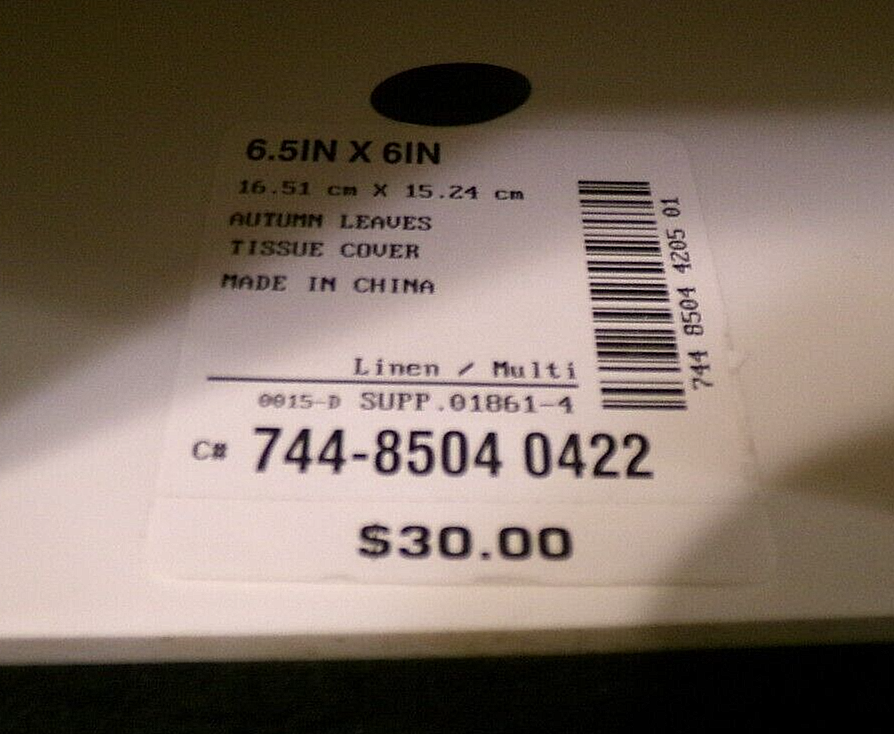 6.5IN X 6IN
16.51 cm X 15.24 cm
AUTUMN LEAVES
TISSUE COVER
MADE IN CHINA
744 8504 4205 01
Linen / Multi
0015-D SUPP.01861-4
C# 744-8504 0422
$30.00